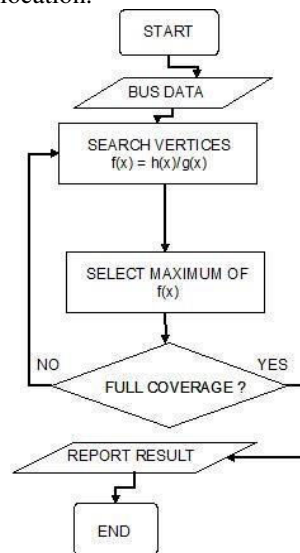 location.
START
BUS DATA
SEARCH VERTICES
f(x) = h(x)/g(x)
SELECT MAXIMUM OF
f(x)
NO
YES
FULL COVERAGE ?
REPORT RESULT
END